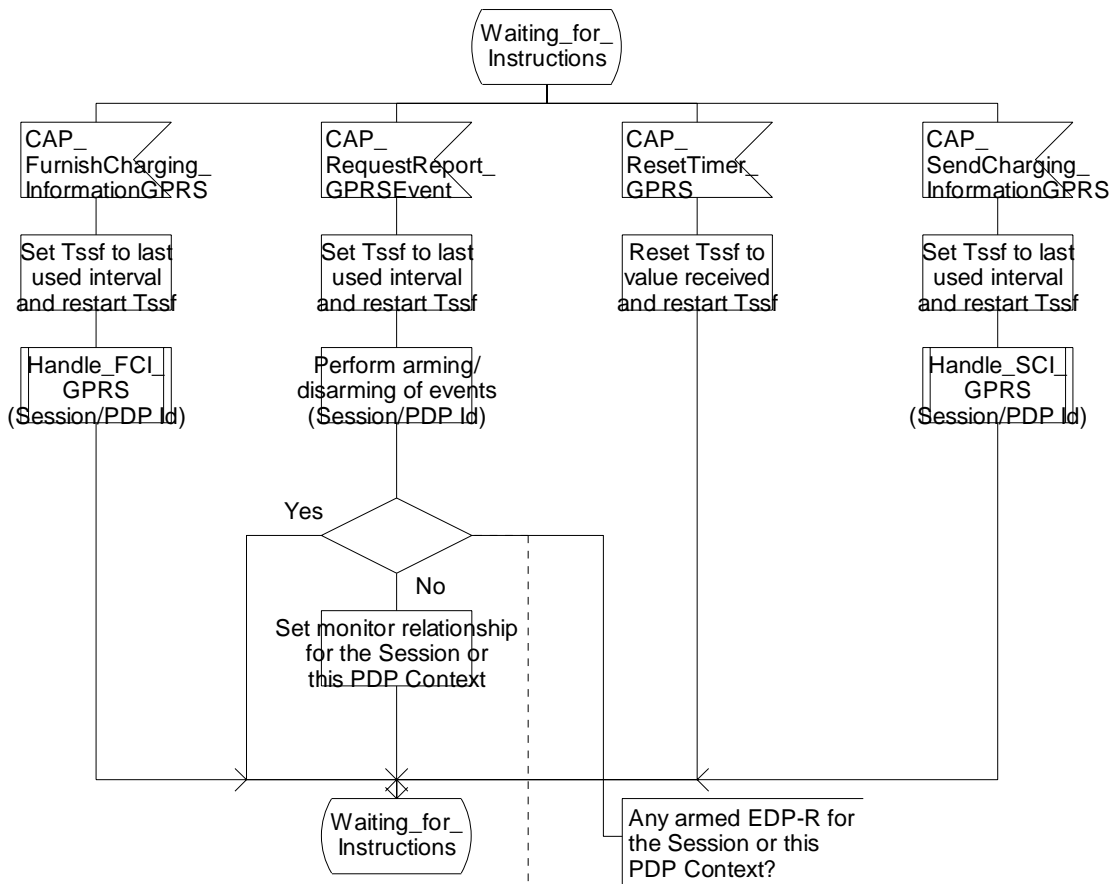 Waiting_for_
Instructions
CAP_
FurnishCharging_
InformationGPRS
CAP_
RequestReport_
GPRSEvent
CAP_
ResetTimer_
GPRS
CAP_
SendCharging_
InformationGPRS
Set Tssf to last
used interval
and restart Tssf
Set Tssf to last
used interval
and restart Tssf
Reset Tssf to
value received
and restart Tssf
Set Tssf to last
used interval
and restart Tssf
Handle_FCI_
GPRS
(Session/PDP Id)
Perform arming/
disarming of events
(Session/PDP Id)
Handle_SCI_
GPRS
(Session/PDP Id)
Yes
No
Set monitor relationship
for the Session or
this PDP Context
Waiting_for_
Instructions
Any armed EDP-R for
the Session or this
PDP Context?